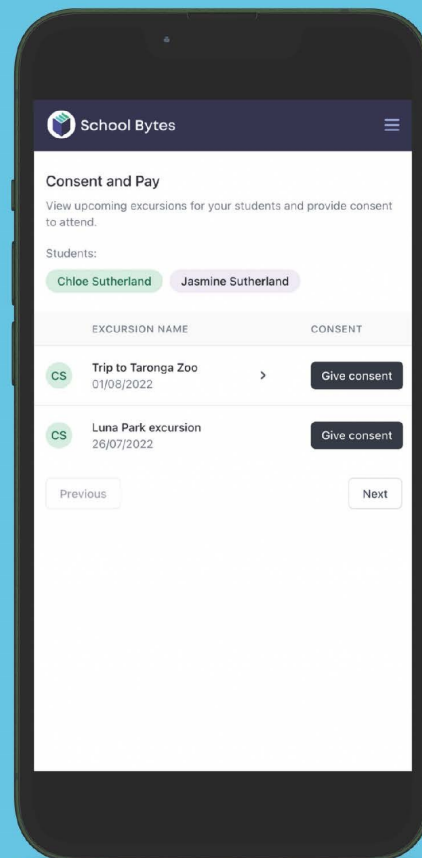 School Bytes
Consent and Pay
View upcoming excursions for your students and provide consent
to attend.
Students:
Chloe Sutherland Jasmine Sutherland
EXCURSION NAME CONSENT
CS Trip to Taronga Zoo > Give consent
01/08/2022
CS Luna Park excursion Give consent
26/07/2022
Previous Next